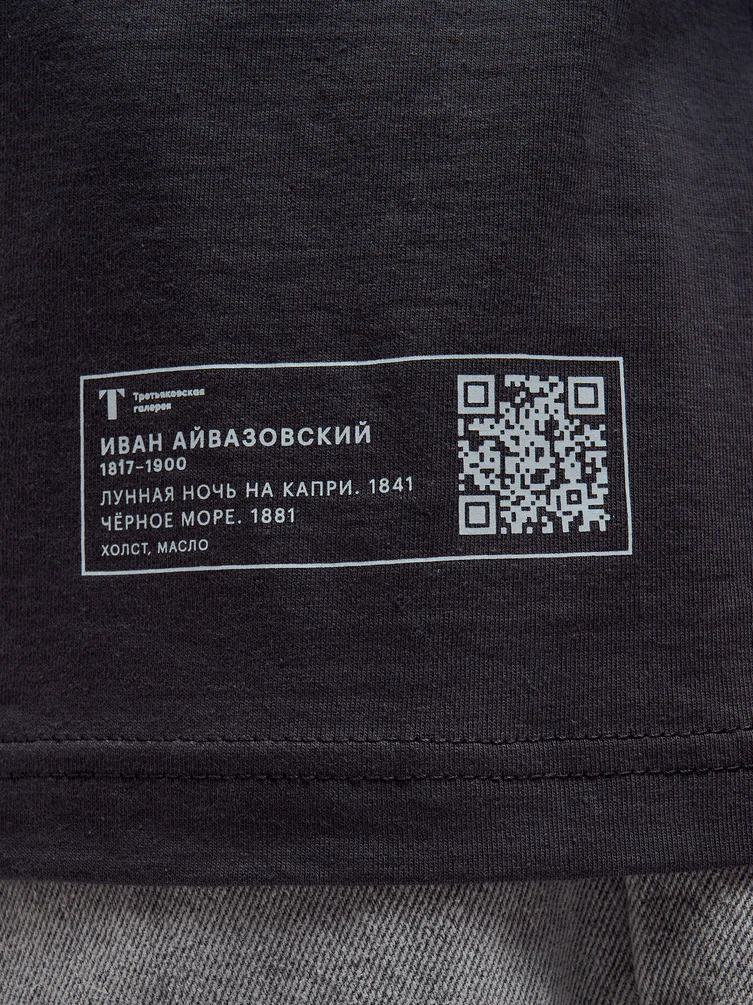 Т Третьяковская
галерея
ИВАН АЙВАЗОВСКИЙ
1817–1900
ЛУННАЯ НОЧЬ НА КАПРИ. 1841
ЧЁРНОЕ МОРЕ. 1881
ХОЛСТ, МАСЛО